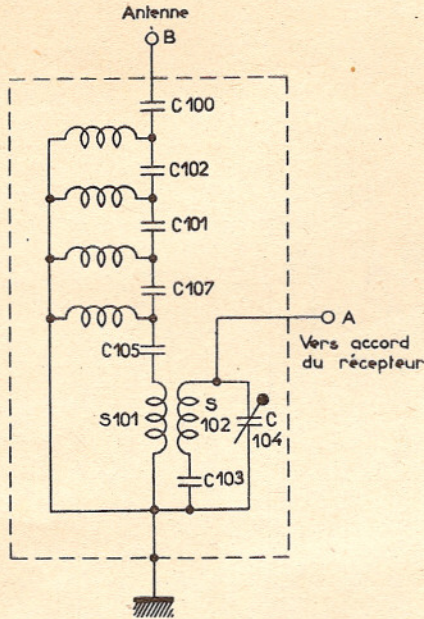 Antenne
B
C100
C102
C101
C107
A
Vers accord
du récepteur
C105
S101
S
102
C
104
C103